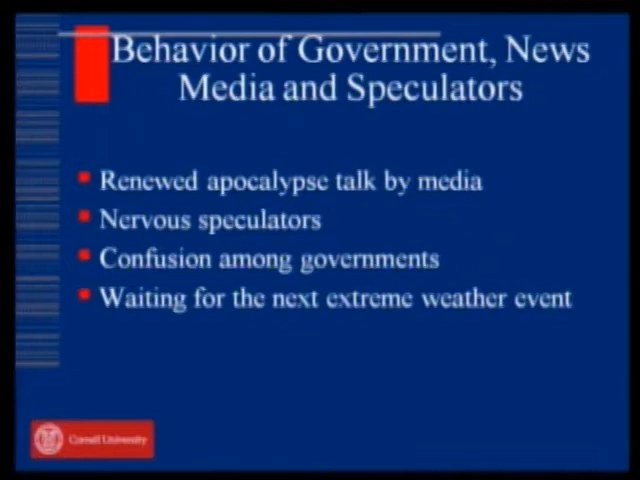 Behavior of Government, News
Media and Speculators
Renewed apocalypse talk by media
Nervous speculators
Confusion among governments
Waiting for the next extreme weather event
Cornell University